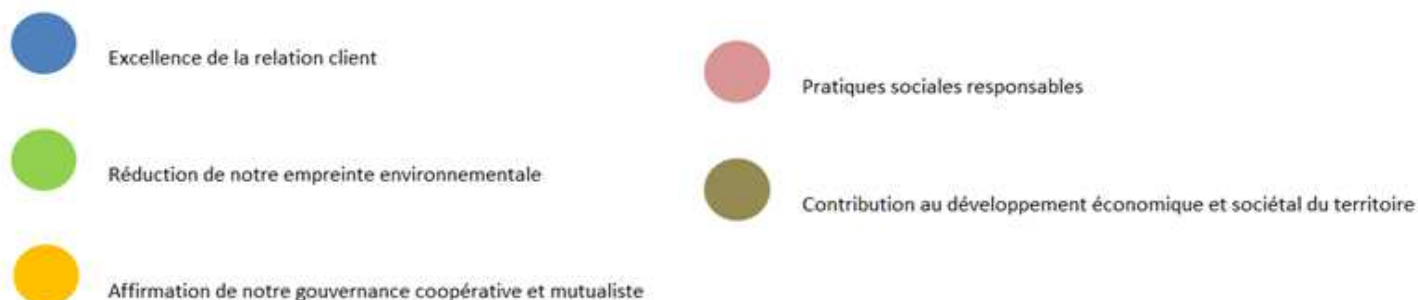 Excellence de la relation client
Réduction de notre empreinte environnementale
Affirmation de notre gouvernance coopérative et mutualiste
Pratiques sociales responsables
Contribution au développement économique et sociétal du territoire